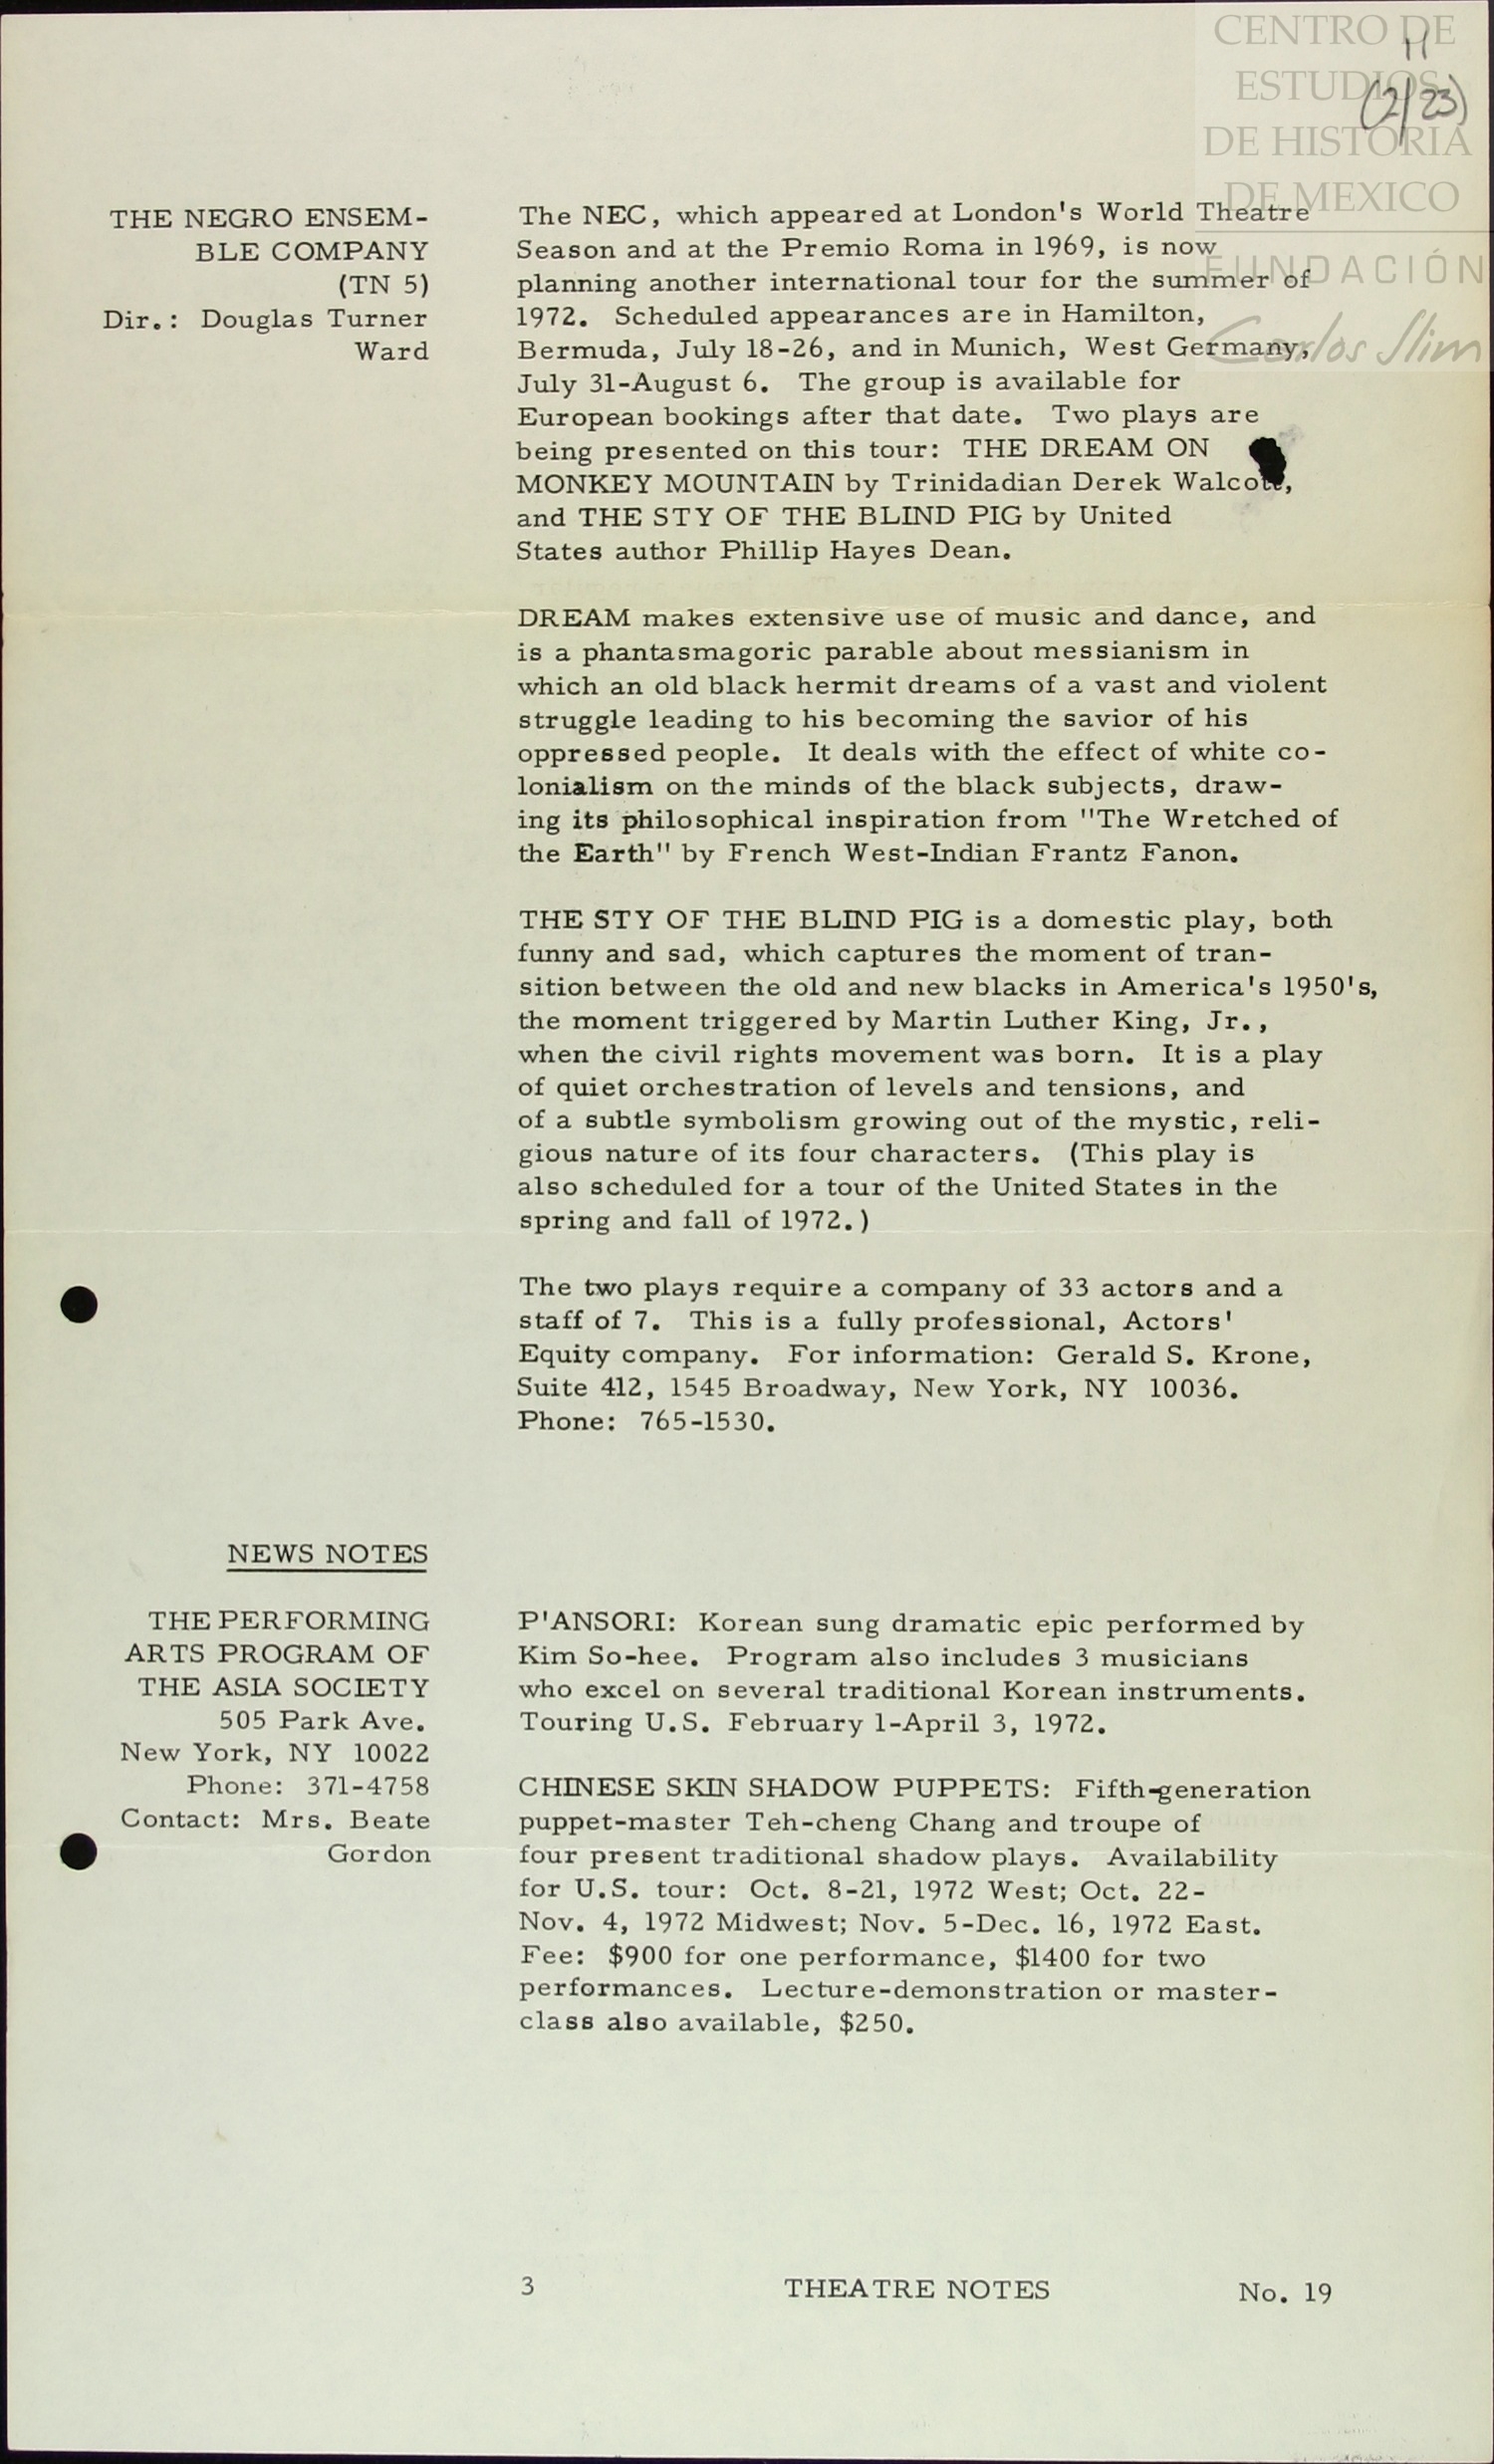 CENTRO DE
ESTUDIOS
DE HISTORIA
DE MEXICO
FUNDACIÓN
Carlos Slim
11
(2/23)
THE NEGRO ENSEM-
BLE COMPANY
(TN 5)
Dir.: Douglas Turner
Ward
The NEC, which appeared at London's World Theatre
Season and at the Premio Roma in 1969, is now
planning another international tour for the summer of
1972. Scheduled appearances are in Hamilton,
Bermuda, July 18-26, and in Munich, West Germany,
July 31-August 6. The group is available for
European bookings after that date. Two plays are
being presented on this tour: THE DREAM ON
MONKEY MOUNTAIN by Trinidadian Derek Walcott,
and THE STY OF THE BLIND PIG by United
States author Phillip Hayes Dean.
DREAM makes extensive use of music and dance, and
is a phantasmagoric parable about messianism in
which an old black hermit dreams of a vast and violent
struggle leading to his becoming the savior of his
oppressed people. It deals with the effect of white co-
lonialism on the minds of the black subjects, draw-
ing its philosophical inspiration from "The Wretched of
the Earth" by French West-Indian Frantz Fanon.
THE STY OF THE BLIND PIG is a domestic play, both
funny and sad, which captures the moment of tran-
sition between the old and new blacks in America's 1950's,
the moment triggered by Martin Luther King, Jr.,
when the civil rights movement was born. It is a play
of quiet orchestration of levels and tensions, and
of a subtle symbolism growing out of the mystic, reli-
gious nature of its four characters. (This play is
also scheduled for a tour of the United States in the
spring and fall of 1972.)
The two plays require a company of 33 actors and a
staff of 7. This is a fully professional, Actors'
Equity company. For information: Gerald S. Krone,
Suite 412, 1545 Broadway, New York, NY 10036.
Phone: 765-1530.
NEWS NOTES
THE PERFORMING
ARTS PROGRAM OF
THE ASIA SOCIETY
505 Park Ave.
New York, NY 10022
Phone: 371-4758
Contact: Mrs. Beate
Gordon
P'ANSORI: Korean sung dramatic epic performed by
Kim So-hee. Program also includes 3 musicians
who excel on several traditional Korean instruments.
Touring U.S. February 1-April 3, 1972.
CHINESE SKIN SHADOW PUPPETS: Fifth-generation
puppet-master Teh-cheng Chang and troupe of
four present traditional shadow plays. Availability
for U.S. tour: Oct. 8-21, 1972 West; Oct. 22-
Nov. 4, 1972 Midwest; Nov. 5-Dec. 16, 1972 East.
Fee: $900 for one performance, $1400 for two
performances. Lecture-demonstration or master-
class also available, $250.
3 THEATRE NOTES No. 19